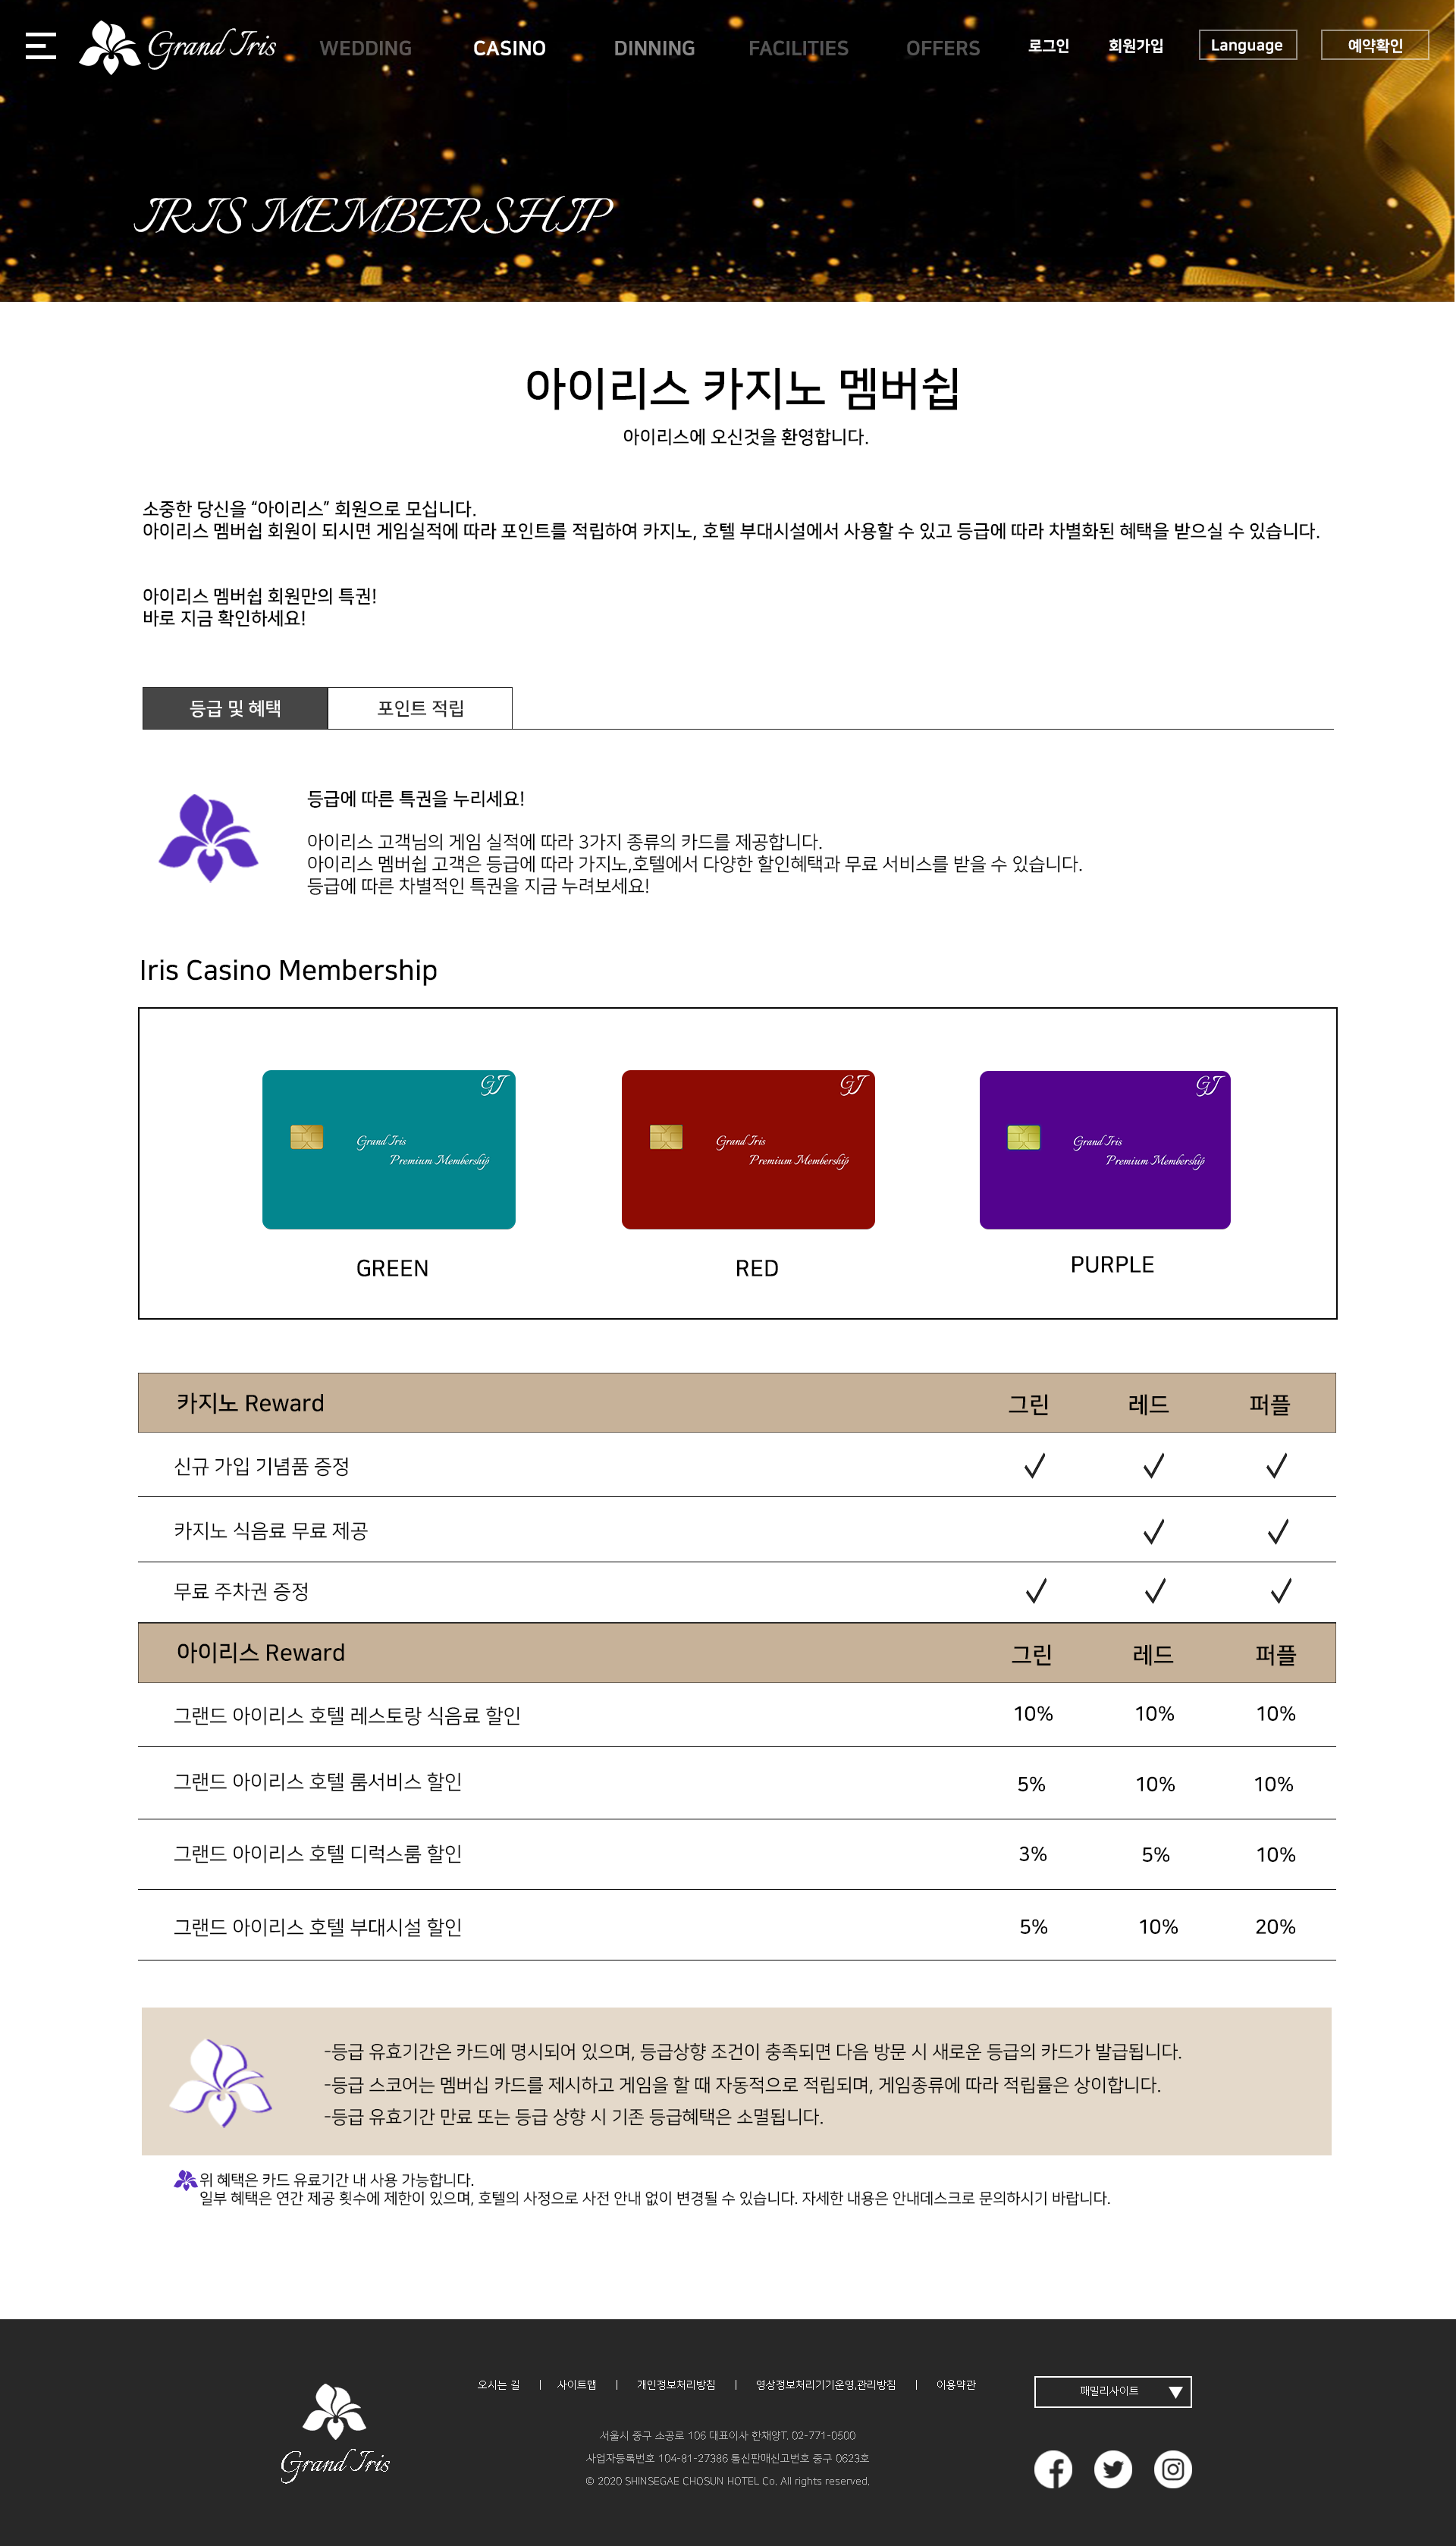 Grand Iris
WEDDING CASINO DINNING FACILITIES OFFERS 로그인 회원가입 Language 예약확인
IRIS MEMBERSHIP
아이리스 카지노 멤버쉽
아이리스에 오신것을 환영합니다.
소중한 당신을 “아이리스” 회원으로 모십니다.
아이리스 멤버쉽 회원이 되시면 게임실적에 따라 포인트를 적립하여 카지노, 호텔 부대시설에서 사용할 수 있고 등급에 따라 차별화된 혜택을 받으실 수 있습니다.
아이리스 멤버쉽 회원만의 특권!
바로 지금 확인하세요!
등급 및 혜택 포인트 적립
등급에 따른 특권을 누리세요!
아이리스 고객님의 게임 실적에 따라 3가지 종류의 카드를 제공합니다.
아이리스 멤버쉽 고객은 등급에 따라 가지노,호텔에서 다양한 할인혜택과 무료 서비스를 받을 수 있습니다.
등급에 따른 차별적인 특권을 지금 누려보세요!
Iris Casino Membership
GI GI GI
Grand Iris Grand Iris Grand Iris
Premium Membership Premium Membership Premium Membership
GREEN RED PURPLE
카지노 Reward 그린 레드 퍼플
신규 가입 기념품 증정 ✓ ✓ ✓
카지노 식음료 무료 제공 ✓ ✓
무료 주차권 증정 ✓ ✓ ✓
아이리스 Reward 그린 레드 퍼플
그랜드 아이리스 호텔 레스토랑 식음료 할인 10% 10% 10%
그랜드 아이리스 호텔 룸서비스 할인 5% 10% 10%
그랜드 아이리스 호텔 디럭스룸 할인 3% 5% 10%
그랜드 아이리스 호텔 부대시설 할인 5% 10% 20%
-등급 유효기간은 카드에 명시되어 있으며, 등급상향 조건이 충족되면 다음 방문 시 새로운 등급의 카드가 발급됩니다.
-등급 스코어는 멤버십 카드를 제시하고 게임을 할 때 자동적으로 적립되며, 게임종류에 따라 적립률은 상이합니다.
-등급 유효기간 만료 또는 등급 상향 시 기존 등급혜택은 소멸됩니다.
위 혜택은 카드 유료기간 내 사용 가능합니다.
일부 혜택은 연간 제공 횟수에 제한이 있으며, 호텔의 사정으로 사전 안내 없이 변경될 수 있습니다. 자세한 내용은 안내데스크로 문의하시기 바랍니다.
오시는 길 | 사이트맵 | 개인정보처리방침 | 영상정보처리기기운영,관리방침 | 이용약관
패밀리사이트
Grand Iris
서울시 중구 소공로 106 대표이사 한채양T. 02-771-0500
사업자등록번호 104-81-27386 통신판매신고번호 중구 0623호
© 2020 SHINSEGAE CHOSUN HOTEL Co. All rights reserved.